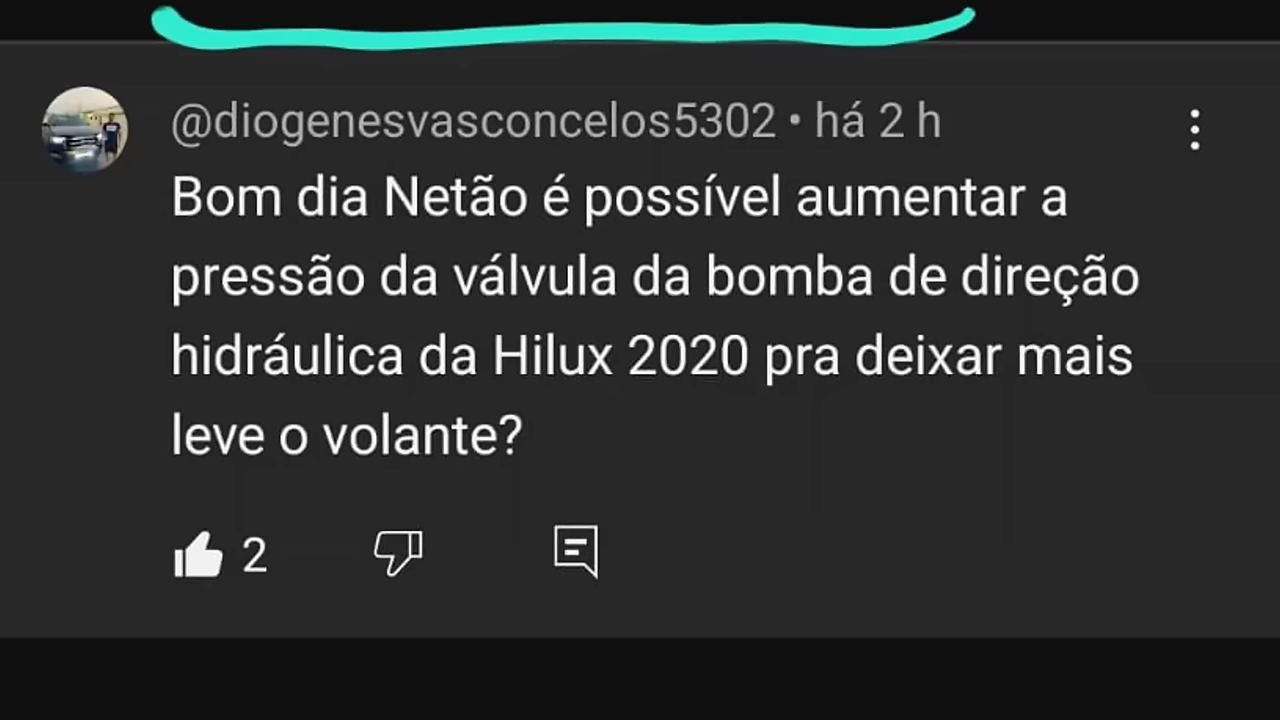 @diogenesvasconcelos5302 • há 2 h
Bom dia Netão é possível aumentar a
pressão da válvula da bomba de direção
hidráulica da Hilux 2020 pra deixar mais
leve o volante?
2